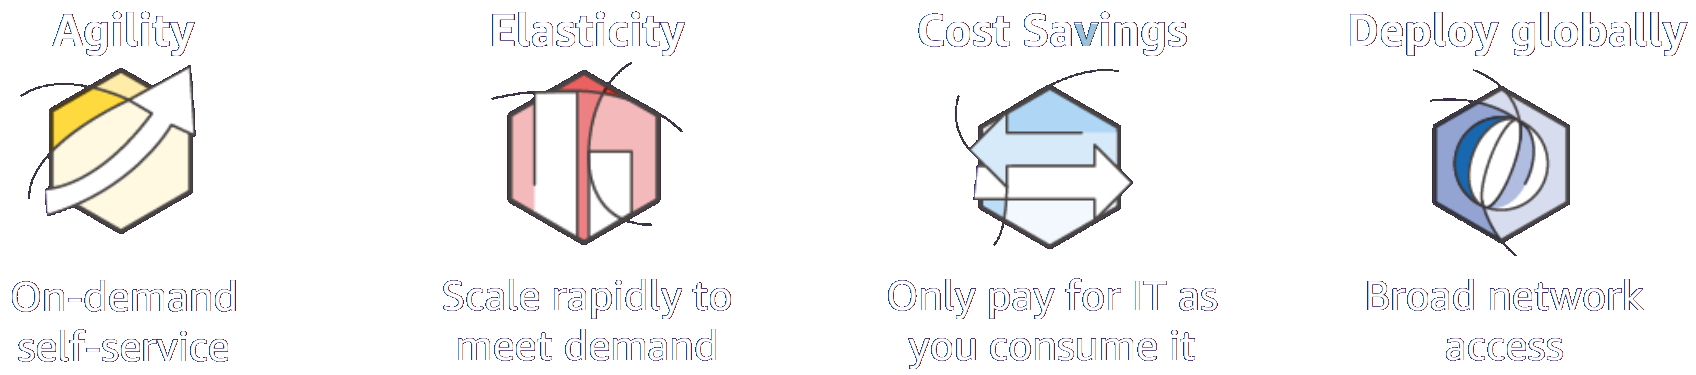 Agility
On-demand
self-service
Elasticity
Scale rapidly to
meet demand
Cost Savings
Only pay for IT as
you consume it
Deploy globally
Broad network
access